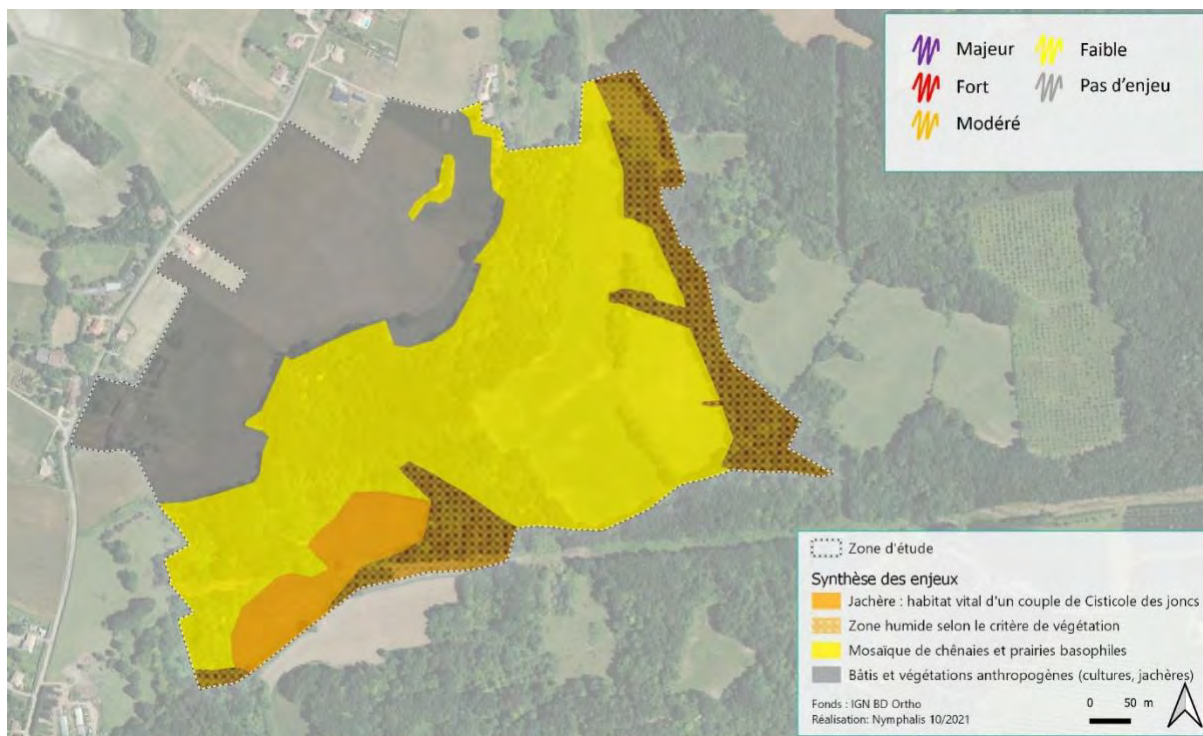 Majeur
Faible
Fort
Pas d'enjeu
Modéré
Zone d'étude
Synthèse des enjeux
Jachère : habitat vital d'un couple de Cisticole des joncs
Zone humide selon le critère de végétation
Mosaïque de chênaies et prairies basophiles
Bâtis et végétations anthropogènes (cultures, jachères)
Fonds : IGN BD Ortho
Réalisation: Nymphalis 10/2021
0 50 m